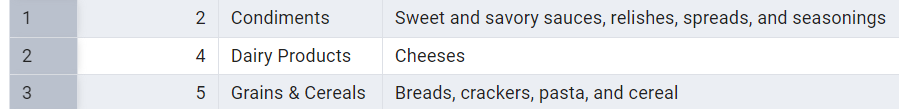 1 2 Condiments Sweet and savory sauces, relishes, spreads, and seasonings
2 4 Dairy Products Cheeses
3 5 Grains & Cereals Breads, crackers, pasta, and cereal